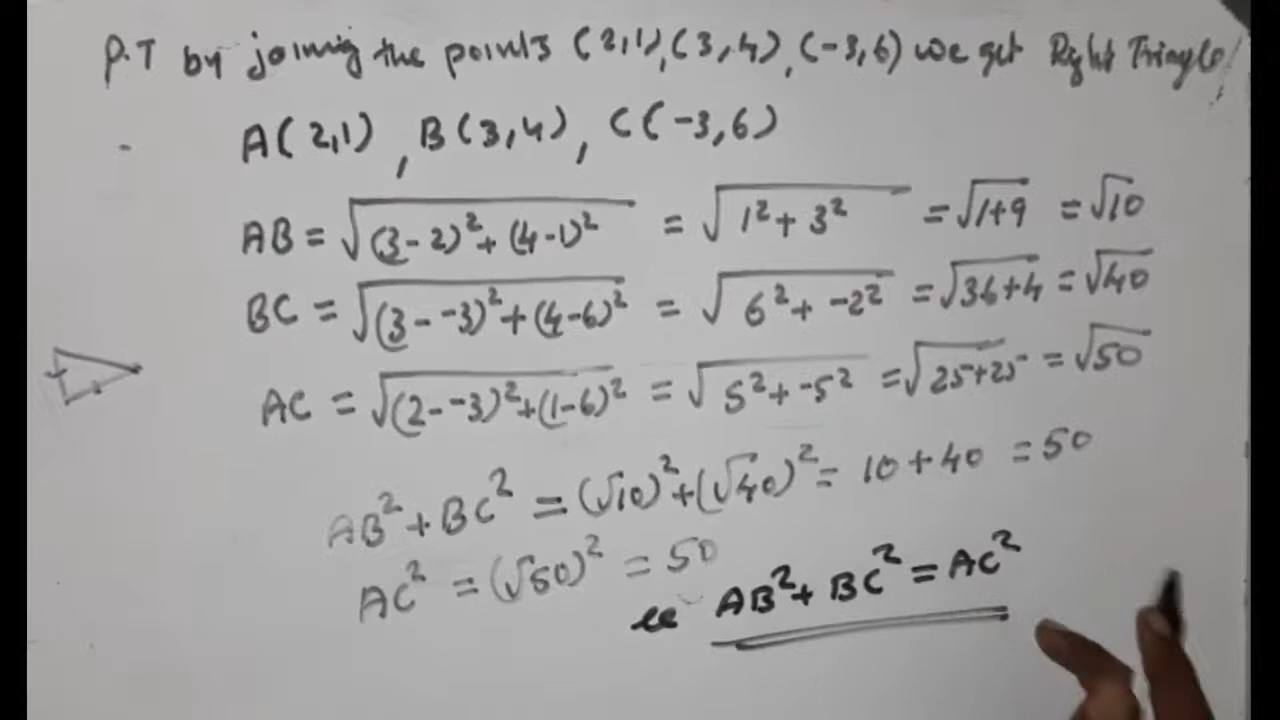 P.T by joining the points (2,1), (3,4), (-3,6) we get Right Triangle
A(2,1), B(3,4), C(-3,6)
AB = √(3-2)²+(4-1)² = √1²+3² = √1+9 = √10
BC = √(3--3)²+(4-6)² = √6²+-2² = √36+4 = √40
AC = √(2--3)²+(1-6)² = √5²+-5² = √25+25 = √50
AB²+BC² = (√10)²+(√40)² = 10+40 = 50
AC² = (√50)² = 50
ie AB²+BC² = AC²